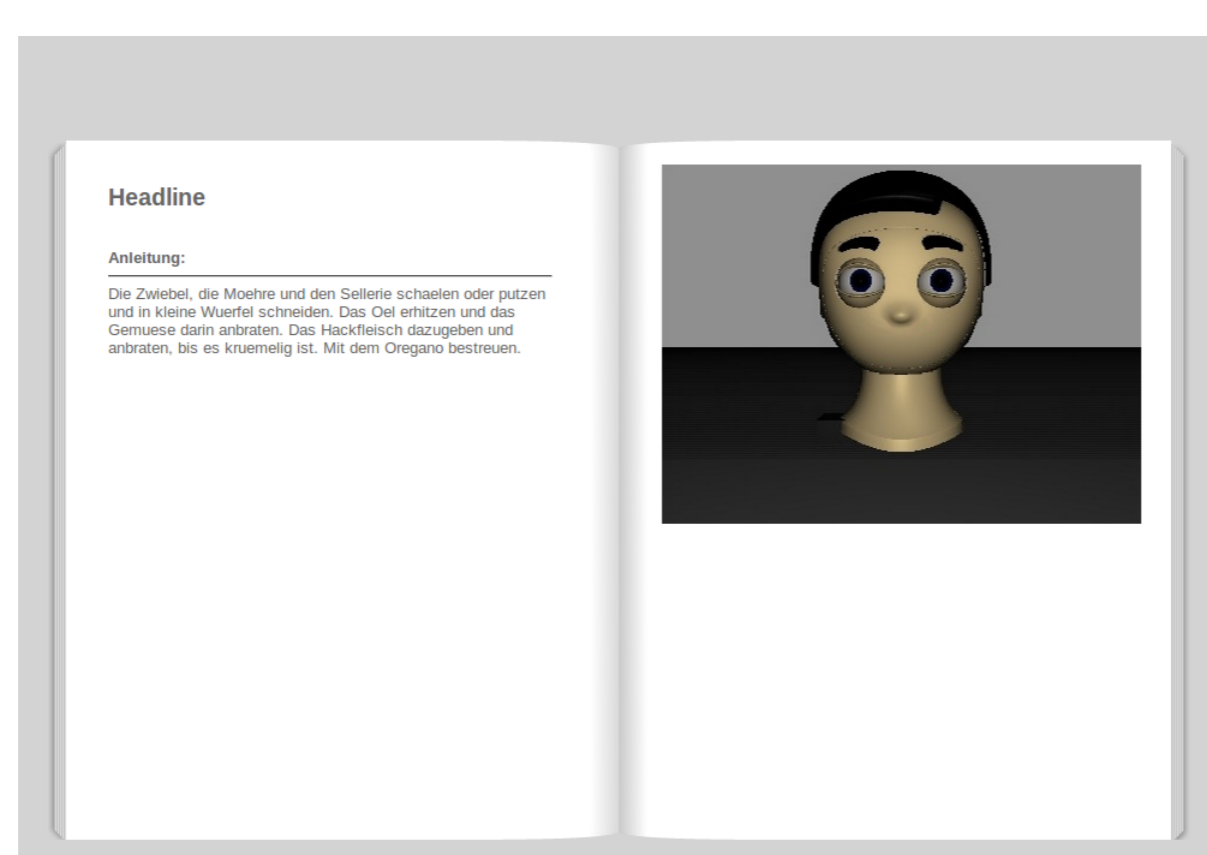 Headline
Anleitung:
Die Zwiebel, die Moehre und den Sellerie schaelen oder putzen
und in kleine Wuerfel schneiden. Das Oel erhitzen und das
Gemuese darin anbraten. Das Hackfleisch dazugeben und
anbraten, bis es kruemelig ist. Mit dem Oregano bestreuen.